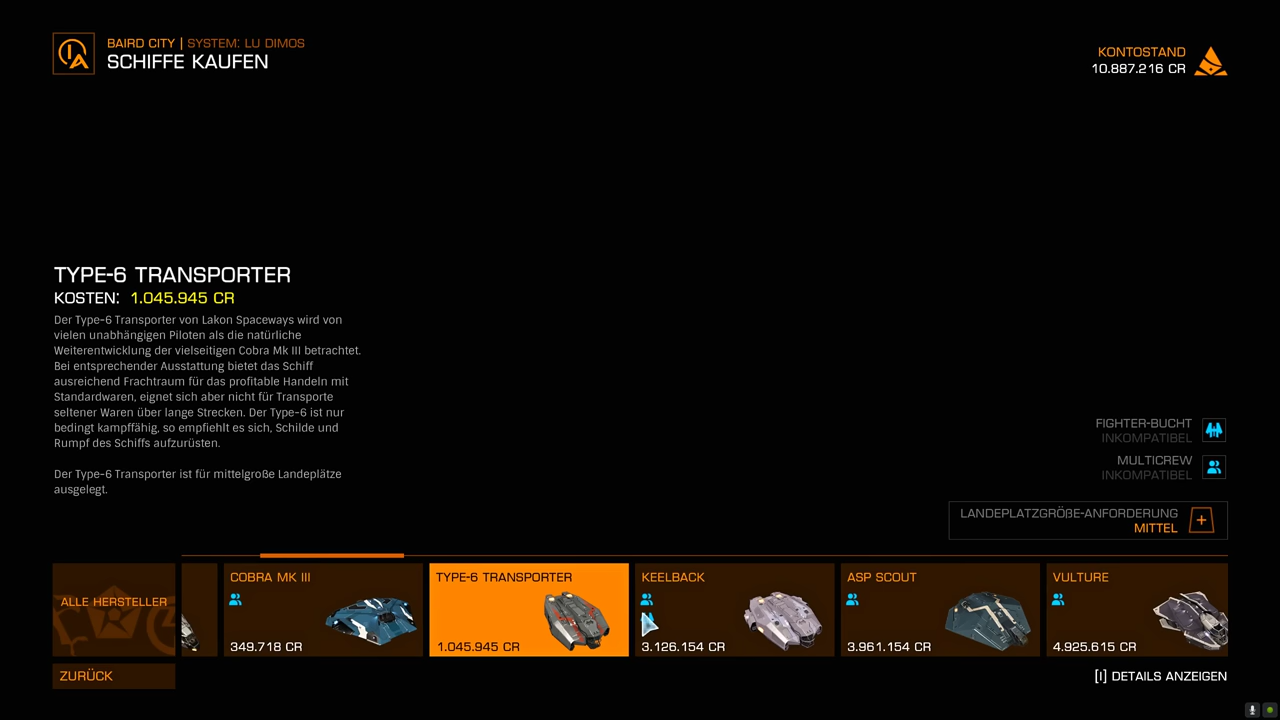 BAIRD CITY | SYSTEM: LU DIMOS
SCHIFFE KAUFEN
KONTOSTAND
10.887.216 CR
TYPE-6 TRANSPORTER
KOSTEN: 1.045.945 CR
Der Type-6 Transporter von Lakon Spaceways wird von
vielen unabhängigen Piloten als die natürliche
Weiterentwicklung der vielseitigen Cobra Mk III betrachtet.
Bei entsprechender Ausstattung bietet das Schiff
ausreichend Frachtraum für das profitable Handeln mit
Standardwaren, eignet sich aber nicht für Transporte
seltener Waren über lange Strecken. Der Type-6 ist nur
bedingt kampffähig, so empfiehlt es sich, Schilde und
Rumpf des Schiffs aufzurüsten.
Der Type-6 Transporter ist für mittelgroße Landeplätze
ausgelegt.
FIGHTER-BUCHT
INKOMPATIBEL
MULTICREW
INKOMPATIBEL
LANDEPLATZGRÖßE-ANFORDERUNG
MITTEL
ALLE HERSTELLER
COBRA MK III
349.718 CR
TYPE-6 TRANSPORTER
1.045.945 CR
KEELBACK
3.126.154 CR
ASP SCOUT
3.961.154 CR
VULTURE
4.925.615 CR
ZURÜCK
[I] DETAILS ANZEIGEN